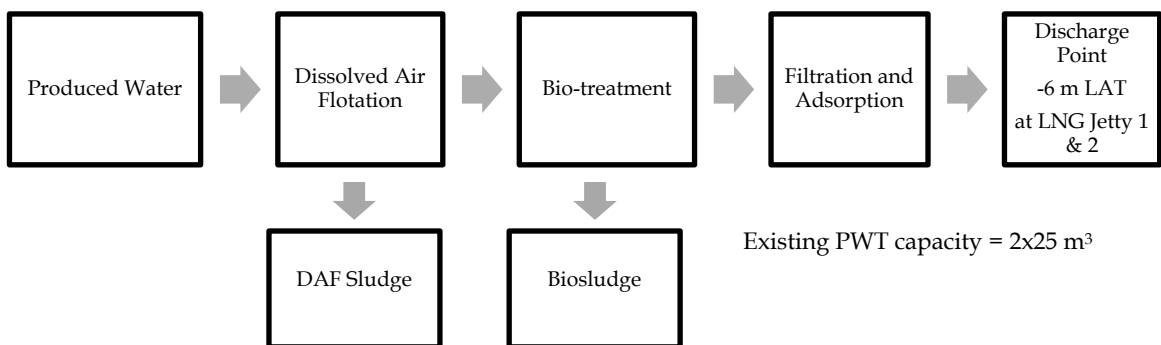 Produced Water
Dissolved Air
Flotation
Bio-treatment
Filtration and
Adsorption
Discharge
Point
-6 m LAT
at LNG Jetty 1
& 2
DAF Sludge
Biosludge
Existing PWT capacity = 2x25 m³